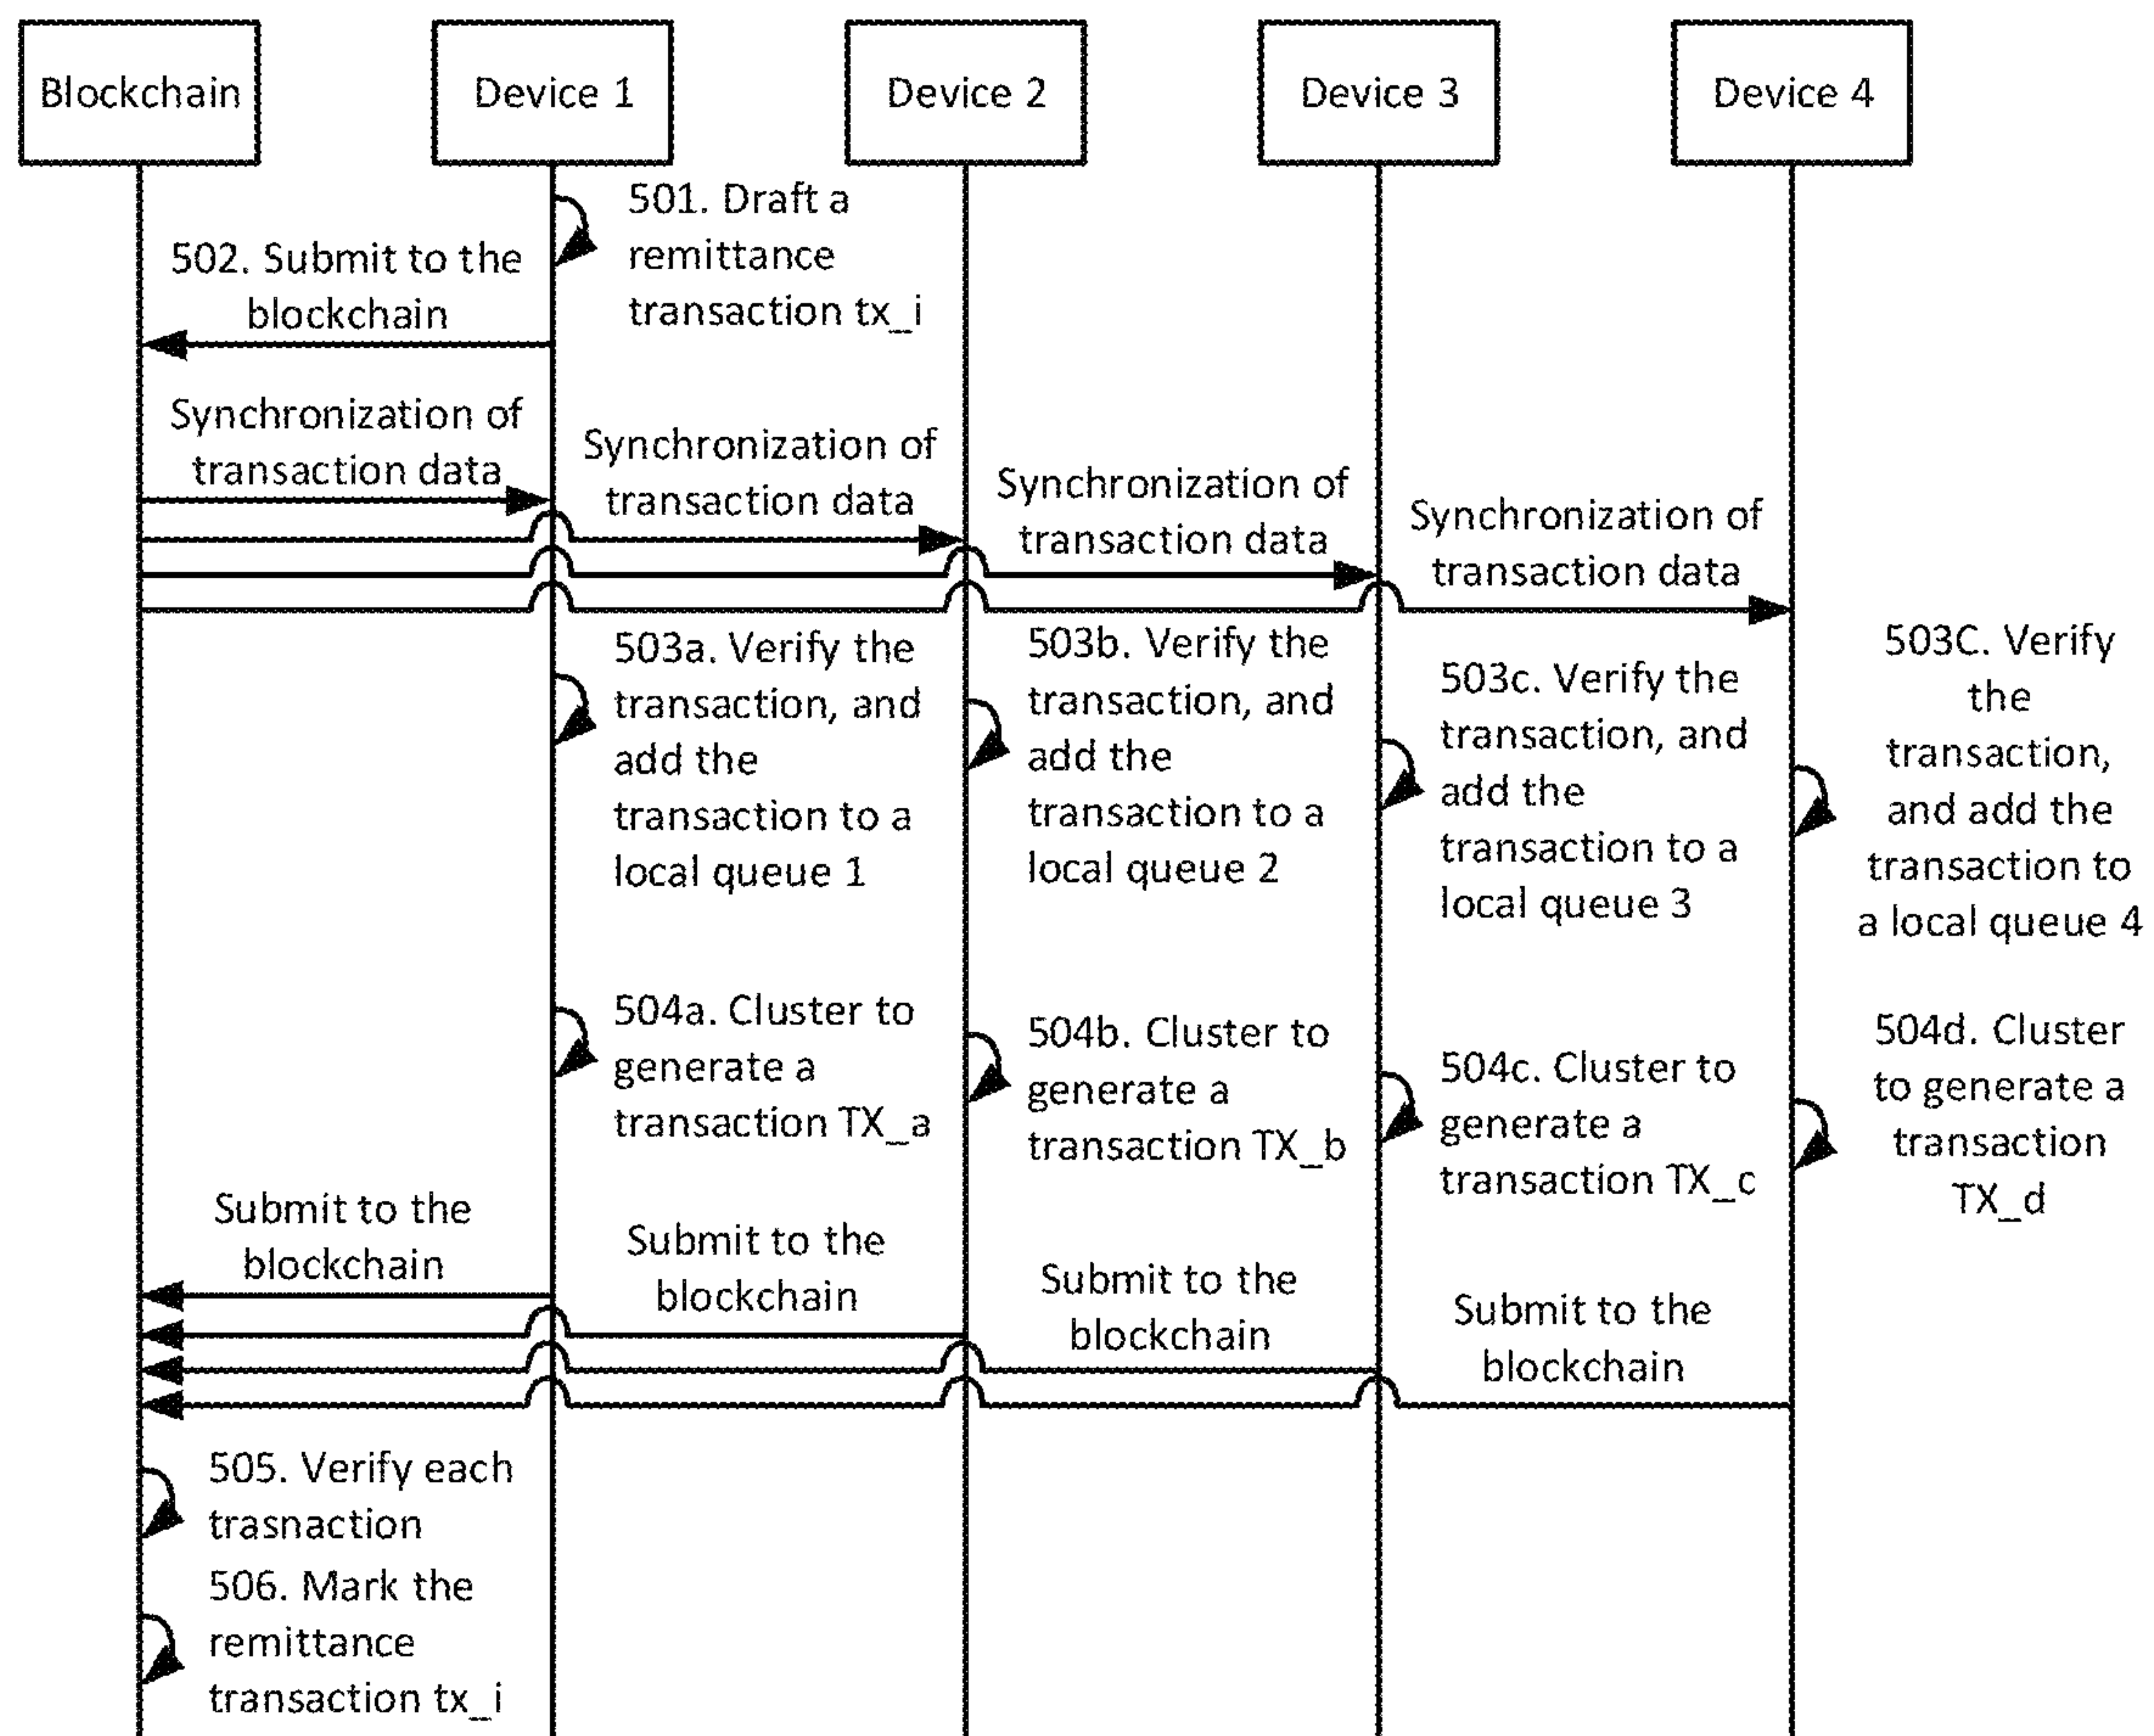 Blockchain
Device 1
Device 2
Device 3
Device 4
501. Draft a
remittance
transaction tx_i
502. Submit to the
blockchain
Synchronization of
transaction data
Synchronization of
transaction data
Synchronization of
transaction data
Synchronization of
transaction data
503a. Verify the
transaction, and
add the
transaction to a
local queue 1
503b. Verify the
transaction, and
add the
transaction to a
local queue 2
503c. Verify the
transaction, and
add the
transaction to a
local queue 3
503C. Verify
the
transaction,
and add the
transaction to
a local queue 4
504a. Cluster to
generate a
transaction TX_a
504b. Cluster to
generate a
transaction TX_b
504c. Cluster to
generate a
transaction TX_c
504d. Cluster
to generate a
transaction
TX_d
Submit to the
blockchain
Submit to the
blockchain
Submit to the
blockchain
Submit to the
blockchain
505. Verify each
trasnaction
506. Mark the
remittance
transaction tx_i